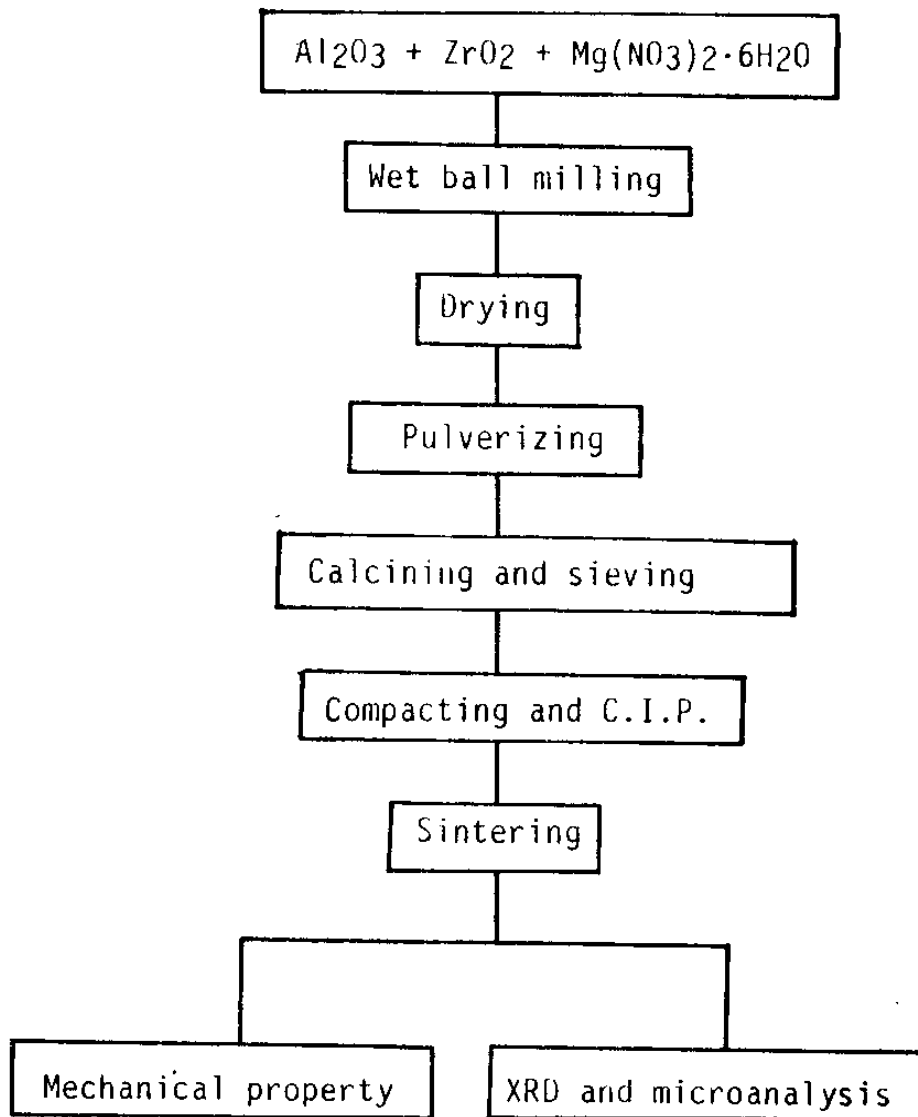 Al2O3 + ZrO2 + Mg(NO3)2·6H2O
Wet ball milling
Drying
Pulverizing
Calcining and sieving
Compacting and C.I.P.
Sintering
Mechanical property
XRD and microanalysis